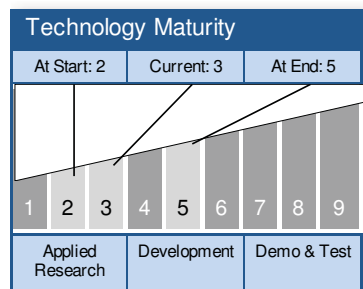 Technology Maturity
At Start: 2 Current: 3 At End: 5
1 2 3 4 5 6 7 8 9
Applied Development Demo & Test
Research